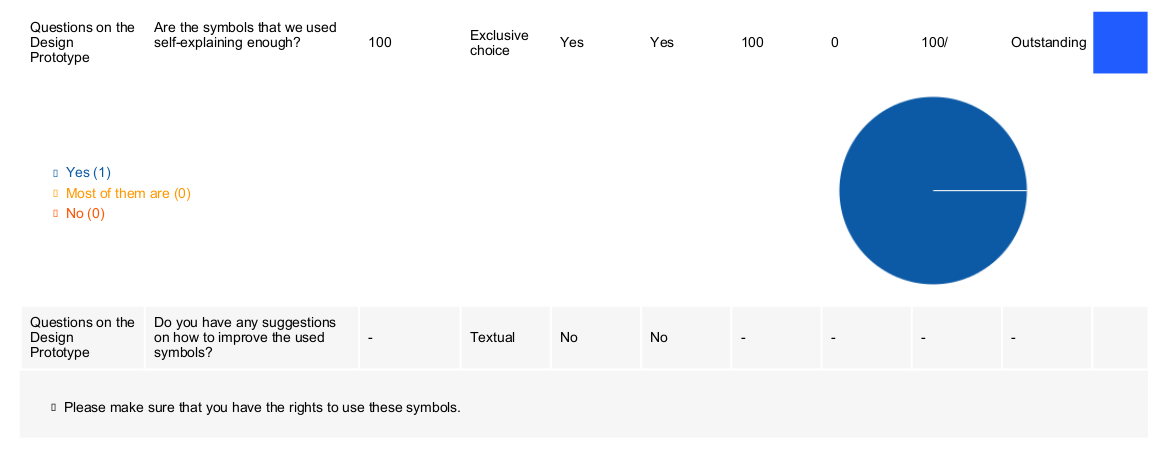 Questions on the
Design
Prototype
Are the symbols that we used
self-explaining enough?
100
Exclusive
choice
Yes
Yes
100
0
100/
Outstanding
Yes (1)
Most of them are (0)
No (0)
Questions on the
Design
Prototype
Do you have any suggestions
on how to improve the used
symbols?
-
Textual
No
No
-
-
-
-
Please make sure that you have the rights to use these symbols.